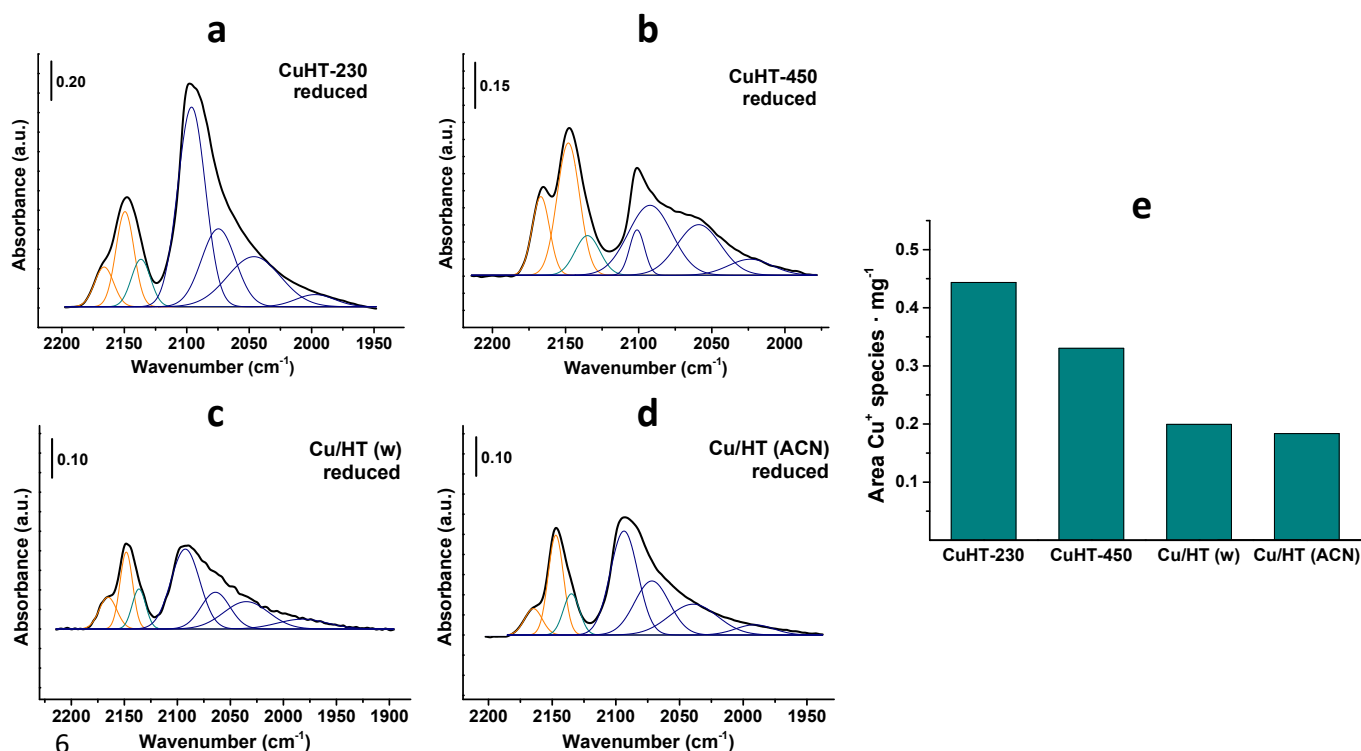 a
0.20
CuHT-230
reduced
Absorbance (a.u.)
2200 2150 2100 2050 2000 1950
Wavenumber (cm⁻¹)
b
0.15
CuHT-450
reduced
Absorbance (a.u.)
2200 2150 2100 2050 2000
Wavenumber (cm⁻¹)
c
0.10
Cu/HT (w)
reduced
Absorbance (a.u.)
2200 2150 2100 2050 2000 1950 1900
Wavenumber (cm⁻¹)
d
0.10
Cu/HT (ACN)
reduced
Absorbance (a.u.)
2200 2150 2100 2050 2000 1950
Wavenumber (cm⁻¹)
e
Area Cu⁺ species · mg⁻¹
0.5
0.4
0.3
0.2
0.1
CuHT-230 CuHT-450 Cu/HT (w) Cu/HT (ACN)
6